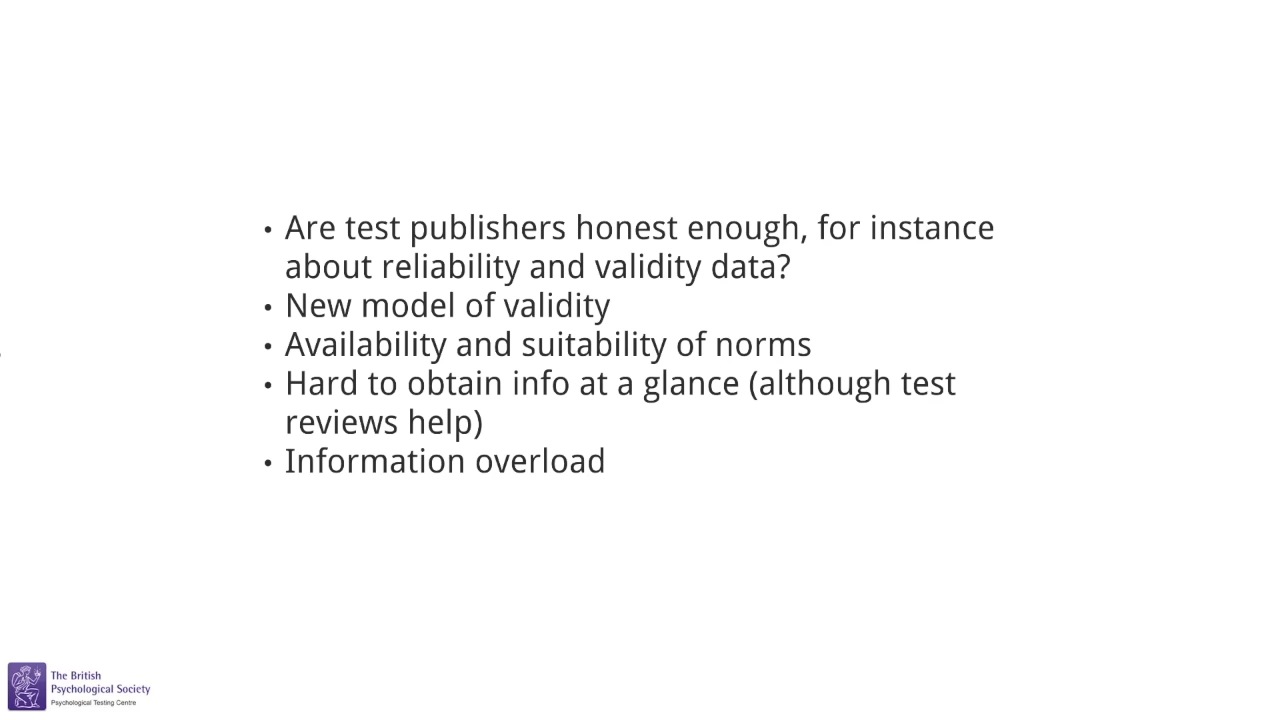 • Are test publishers honest enough, for instance
about reliability and validity data?
• New model of validity
• Availability and suitability of norms
• Hard to obtain info at a glance (although test
reviews help)
• Information overload
The British
Psychological Society
Psychological Testing Centre